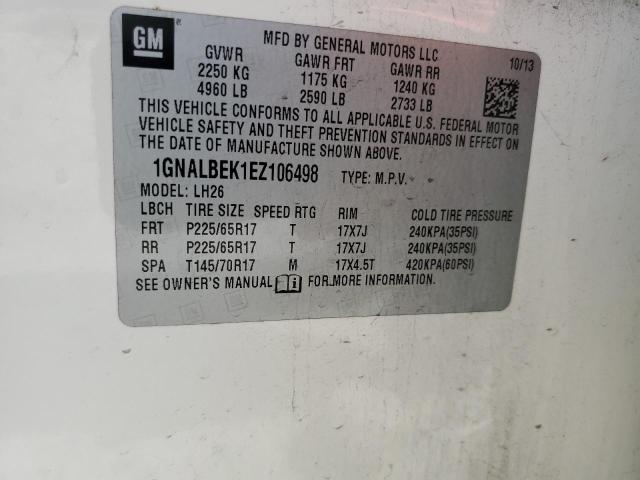 GM
®
MFD BY GENERAL MOTORS LLC
GVWR GAWR FRT GAWR RR 10/13
2250 KG 1175 KG 1240 KG
4960 LB 2590 LB 2733 LB
THIS VEHICLE CONFORMS TO ALL APPLICABLE U.S. FEDERAL MOTOR
VEHICLE SAFETY AND THEFT PREVENTION STANDARDS IN EFFECT ON
THE DATE OF MANUFACTURE SHOWN ABOVE.
1GNALBEK1EZ106498 TYPE: M.P.V.
MODEL: LH26
LBCH TIRE SIZE SPEED RTG RIM COLD TIRE PRESSURE
FRT P225/65R17 T 17X7J 240KPA(35PSI)
RR P225/65R17 T 17X7J 240KPA(35PSI)
SPA T145/70R17 M 17X4.5T 420KPA(60PSI)
SEE OWNER'S MANUAL FOR MORE INFORMATION.